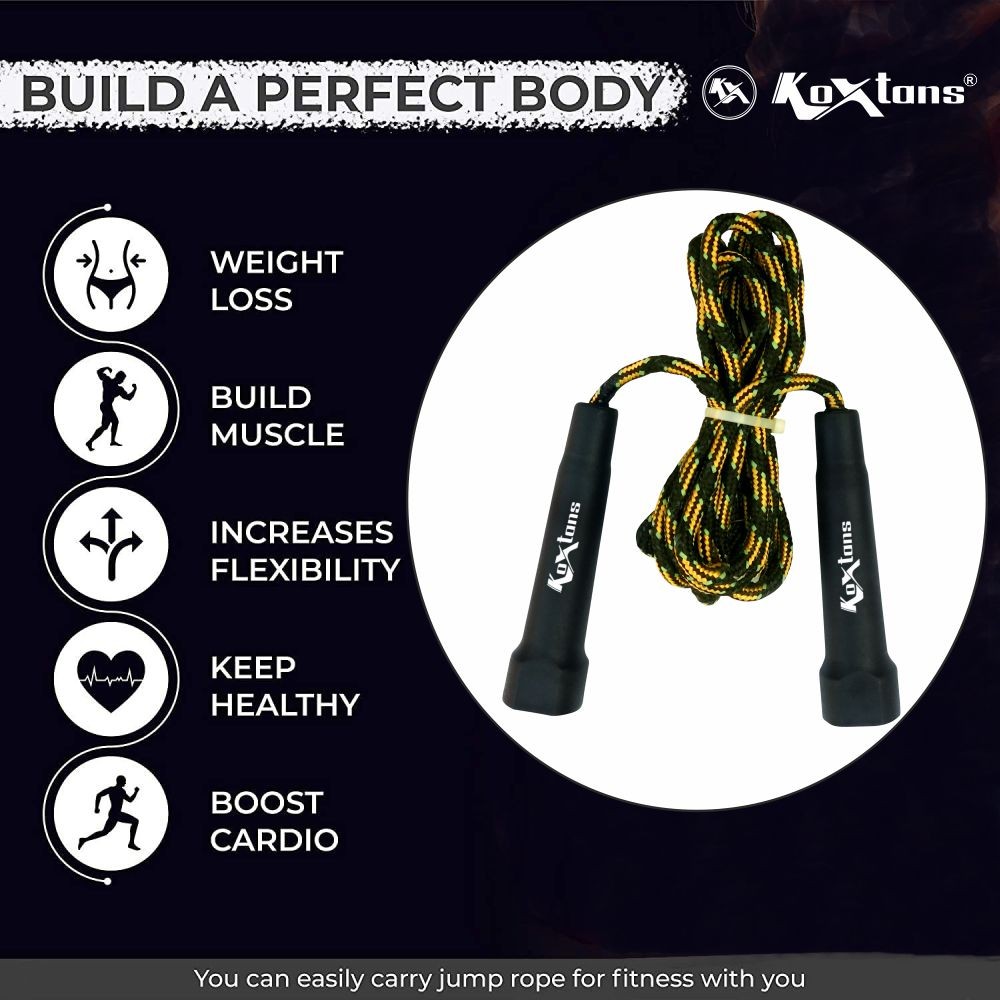 BUILD A PERFECT BODY
KX Koxtons®
WEIGHT
LOSS
BUILD
MUSCLE
INCREASES
FLEXIBILITY
KEEP
HEALTHY
BOOST
CARDIO
Koxtons
Koxtons
You can easily carry jump rope for fitness with you